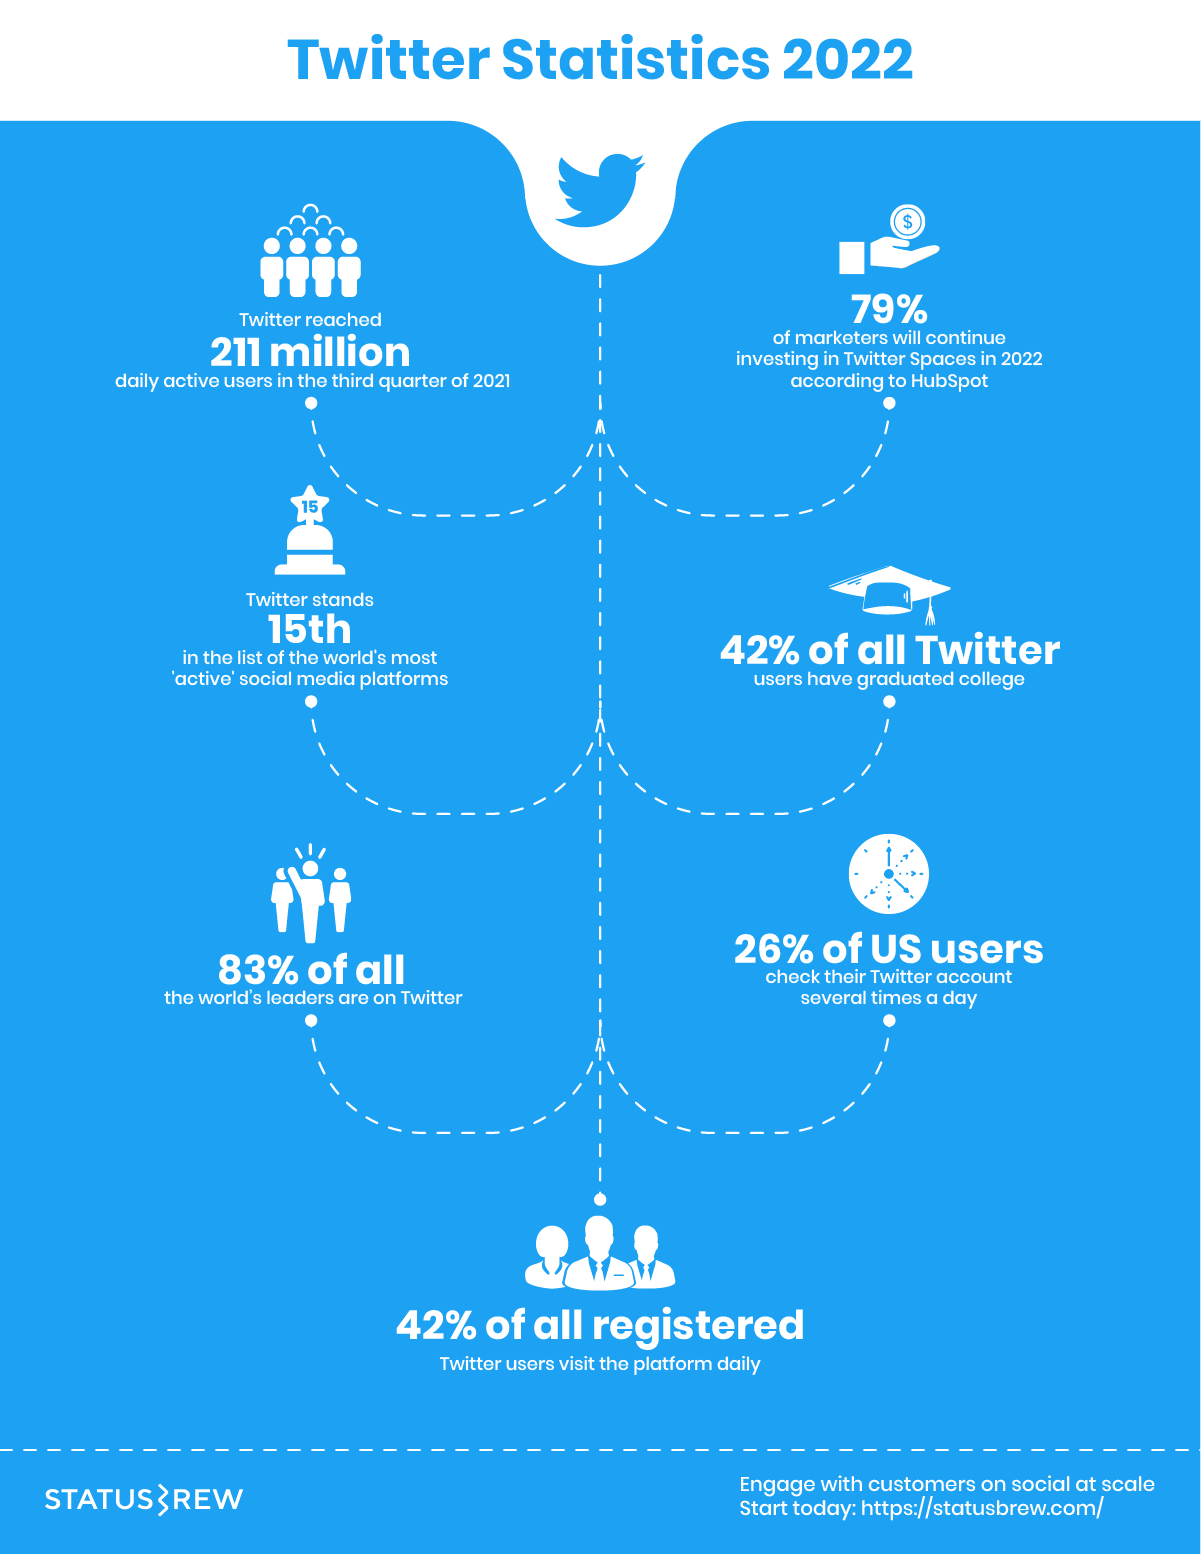 Twitter Statistics 2022
Twitter reached
211 million
daily active users in the third quarter of 2021
$
79%
of marketers will continue
investing in Twitter Spaces in 2022
according to HubSpot
15
Twitter stands
15th
in the list of the world's most
'active' social media platforms
42% of all Twitter
users have graduated college
83% of all
the world's leaders are on Twitter
26% of US users
check their Twitter account
several times a day
42% of all registered
Twitter users visit the platform daily
STATUSBREW
Engage with customers on social at scale
Start today: https://statusbrew.com/